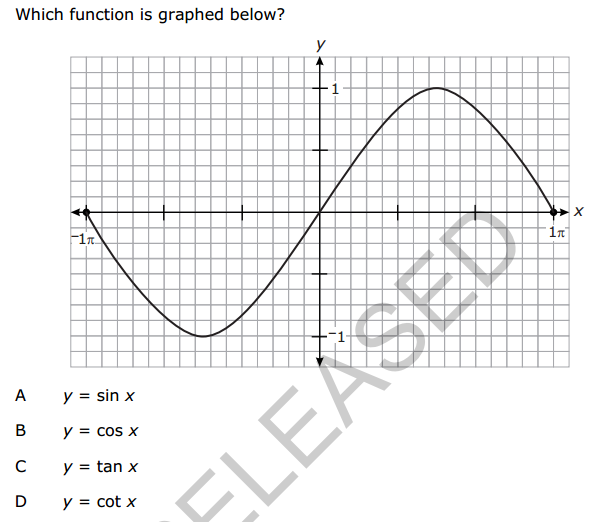 Which function is graphed below?
y
1
x
−1π
1π
−1
RELEASED
A y = sin x
B y = cos x
C y = tan x
D y = cot x